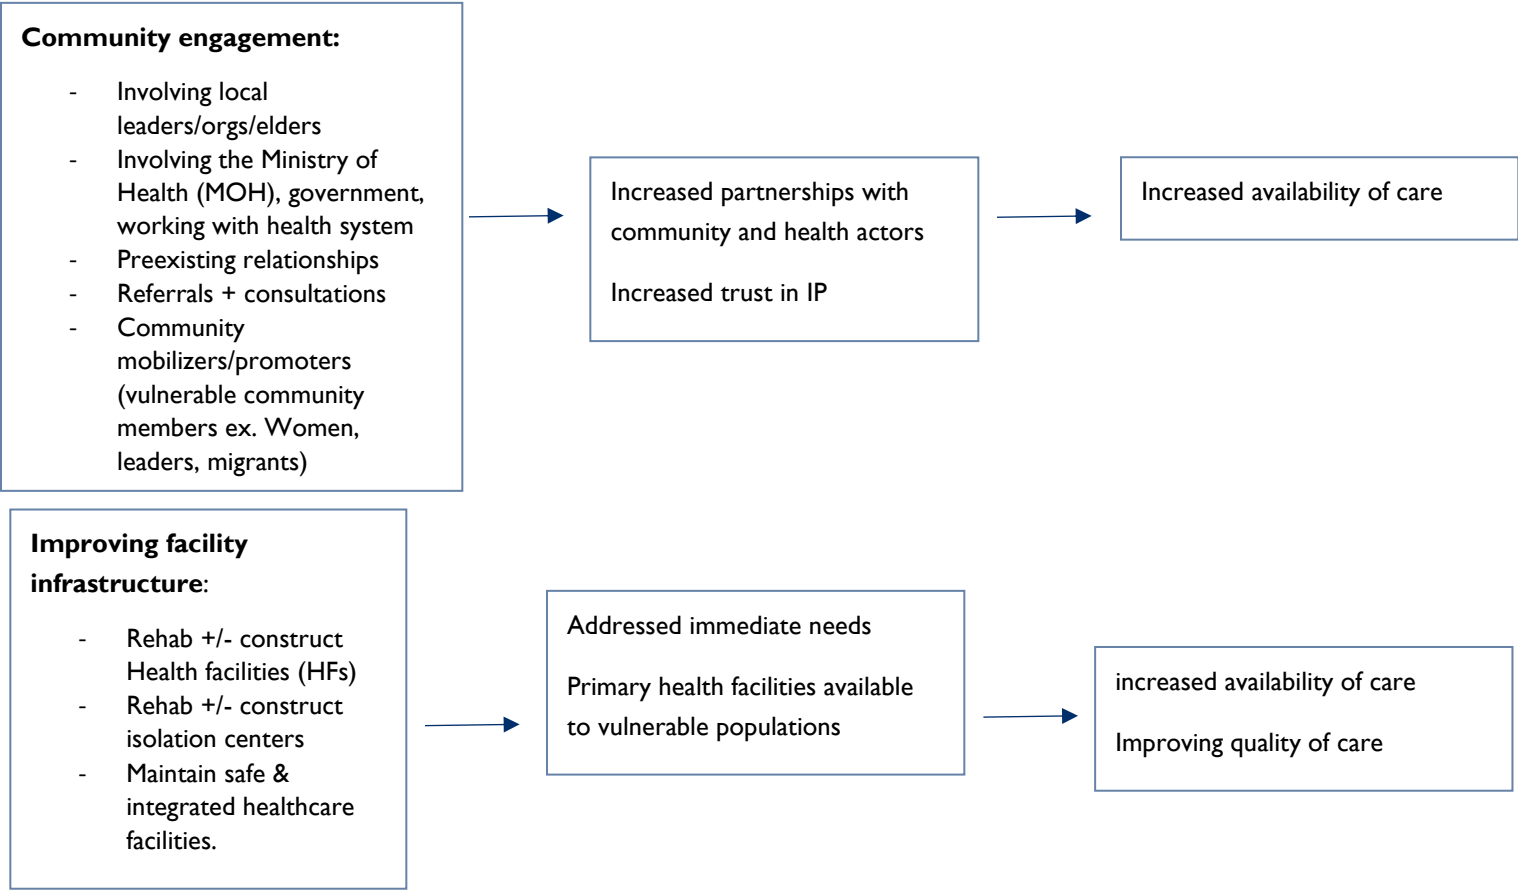 Community engagement:
- Involving local
leaders/orgs/elders
- Involving the Ministry of
Health (MOH), government,
working with health system
- Preexisting relationships
- Referrals + consultations
- Community
mobilizers/promoters
(vulnerable community
members ex. Women,
leaders, migrants)
Increased partnerships with
community and health actors
Increased trust in IP
Increased availability of care
Improving facility
infrastructure:
- Rehab +/- construct
Health facilities (HFs)
- Rehab +/- construct
isolation centers
- Maintain safe &
integrated healthcare
facilities.
Addressed immediate needs
Primary health facilities available
to vulnerable populations
increased availability of care
Improving quality of care